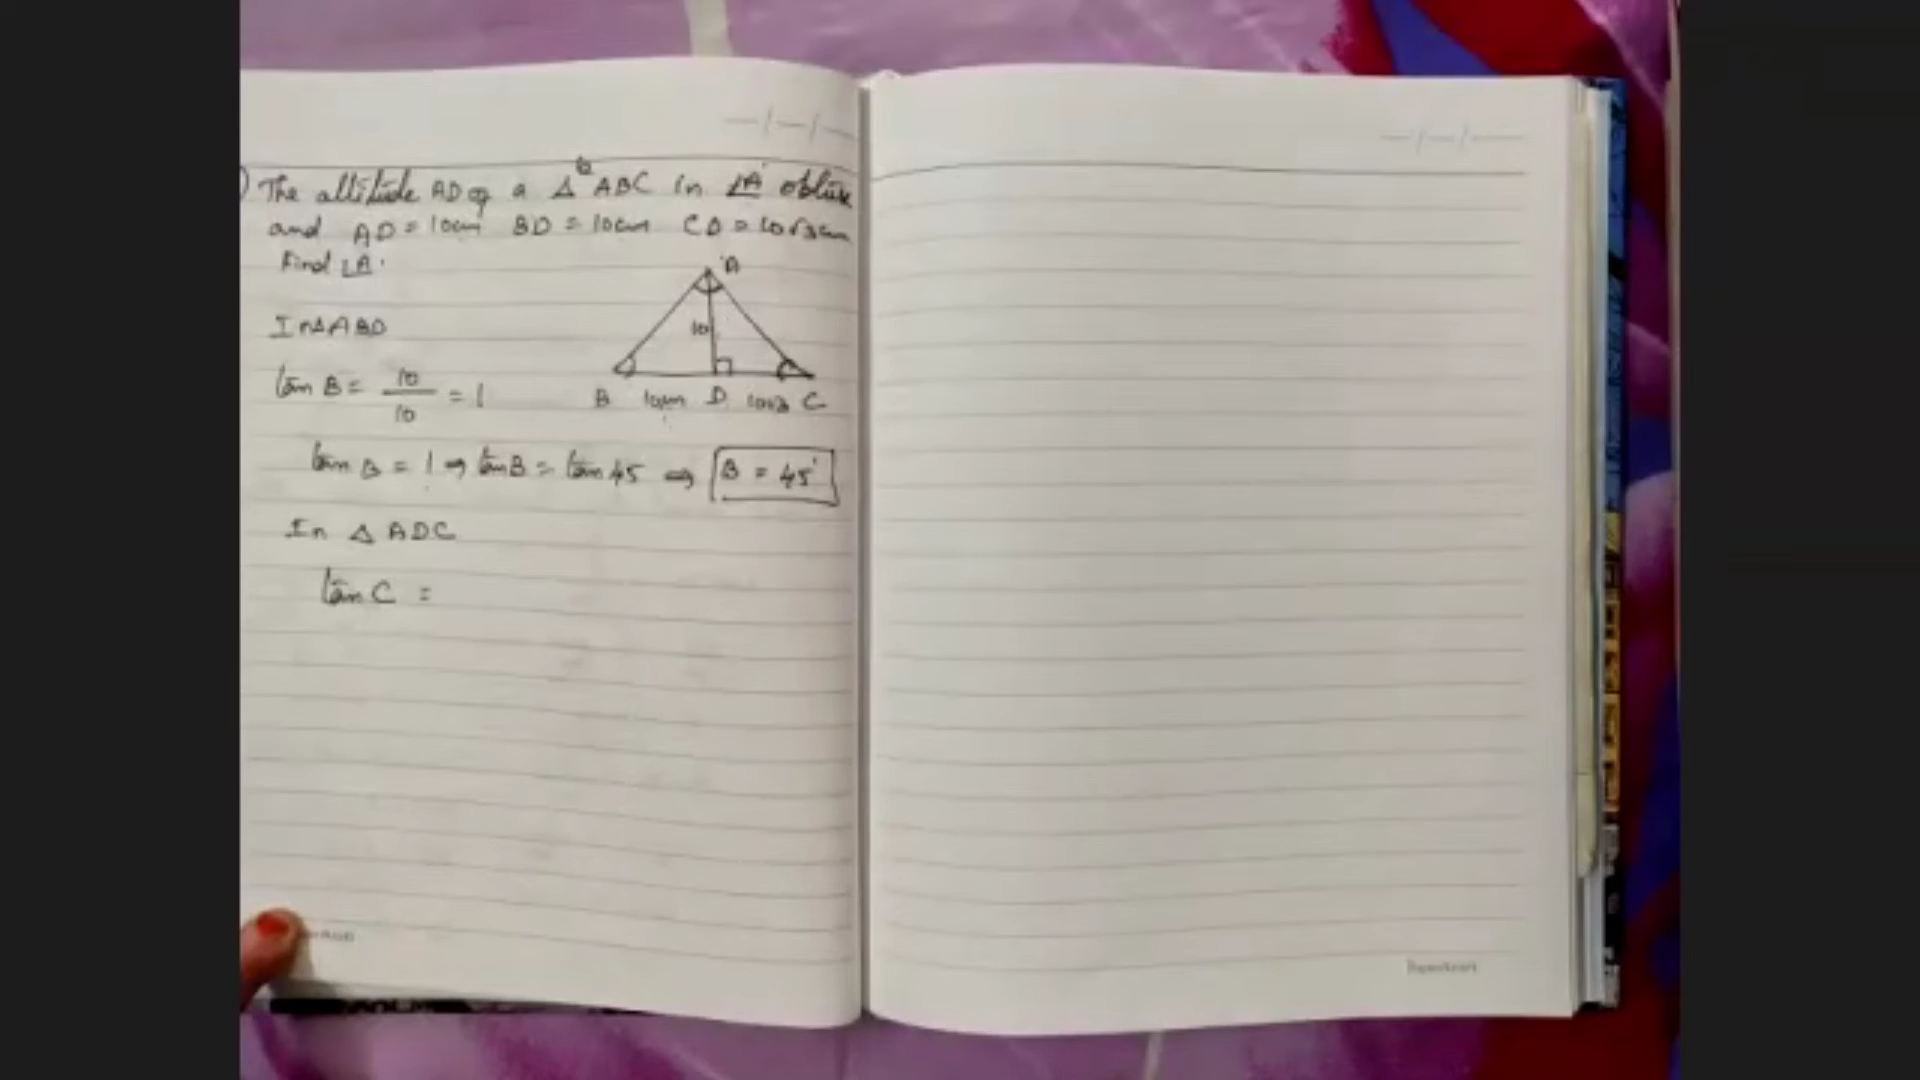 The altitude AD of a Δ ABC in ∠A obtuse
and AD = 10cm BD = 10cm CD = 10√3cm
Find ∠A.
A
10
B 10cm D 10√3 C
In Δ ABD
tan B = 10/10 = 1
tan B = 1 ⇒ tan B = tan 45 ⇒ B = 45°
In Δ ADC
tan C =